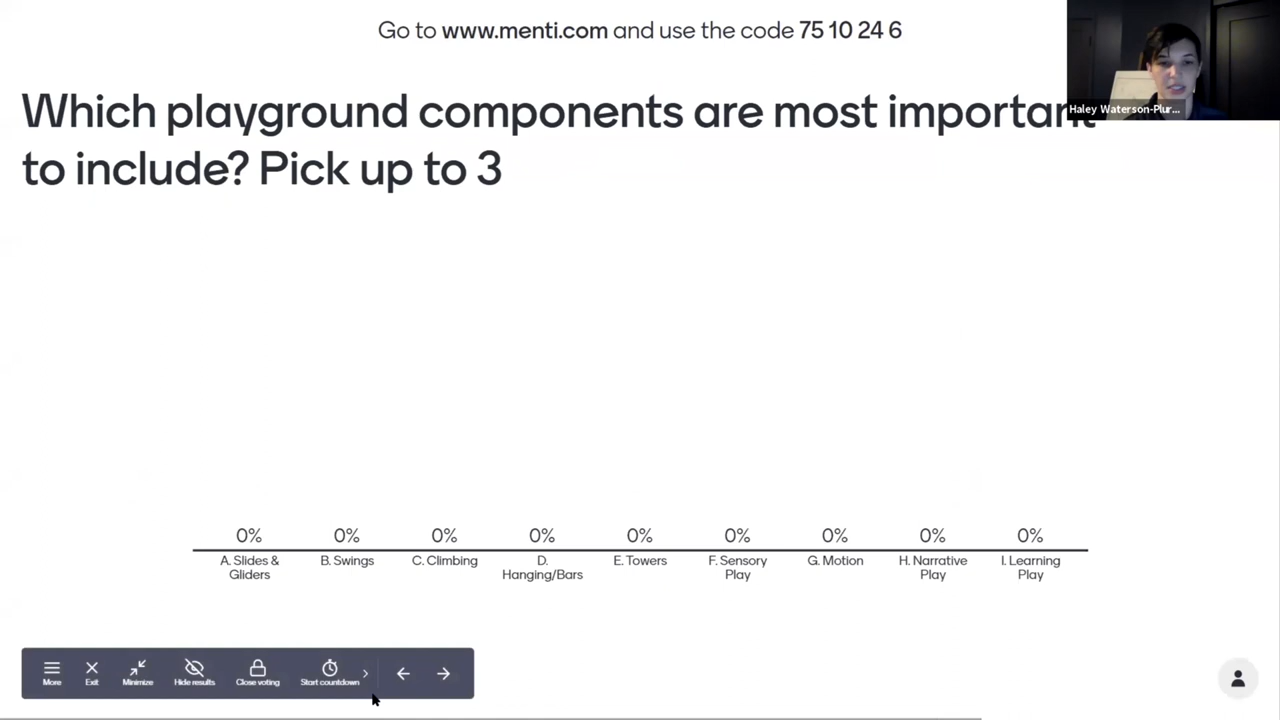 Go to www.menti.com and use the code 75 10 24 6
Haley Waterson-Plur...
Which playground components are most important
to include? Pick up to 3
0% 0% 0% 0% 0% 0% 0% 0% 0%
A. Slides & Gliders
B. Swings
C. Climbing
D. Hanging/Bars
E. Towers
F. Sensory Play
G. Motion
H. Narrative Play
I. Learning Play
More Exit Minimize Hide results Close voting Start countdown